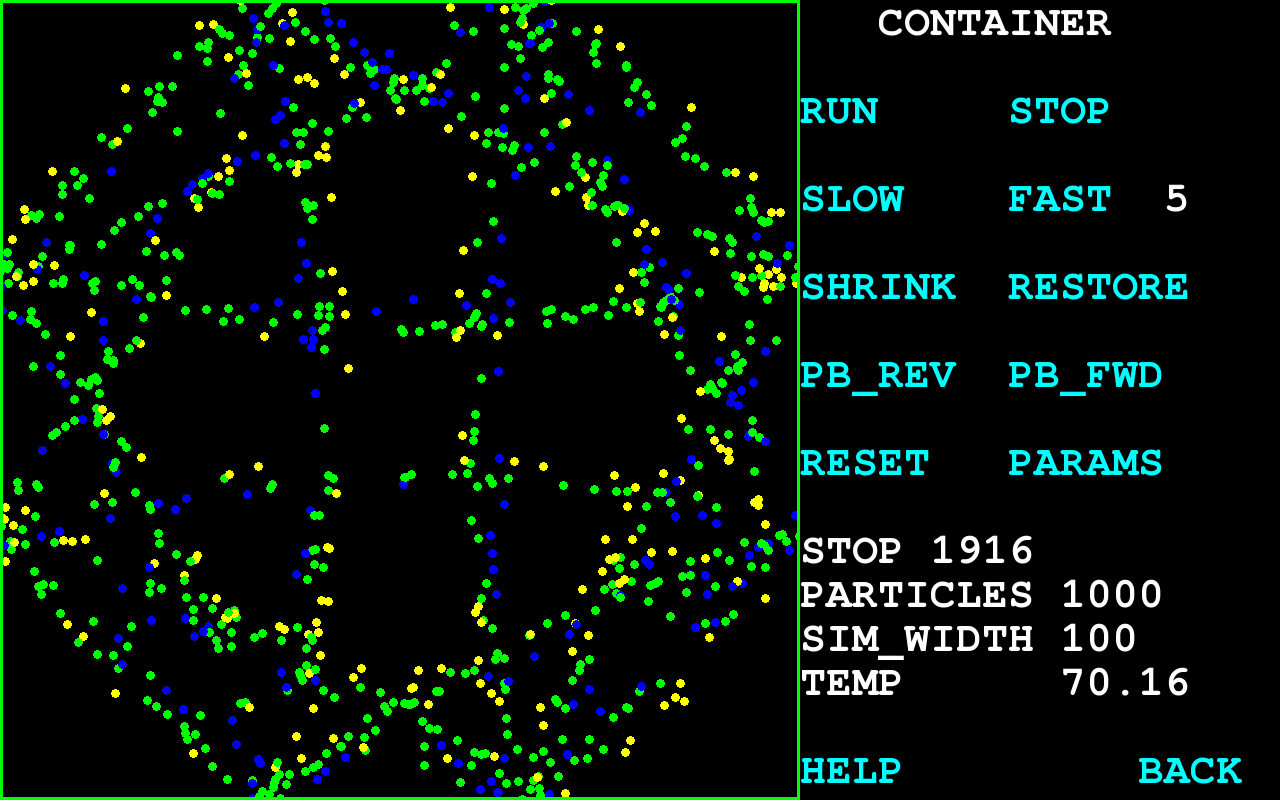 CONTAINER
RUN STOP
SLOW FAST 5
SHRINK RESTORE
PB_REV PB_FWD
RESET PARAMS
STOP 1916
PARTICLES 1000
SIM_WIDTH 100
TEMP 70.16
HELP BACK